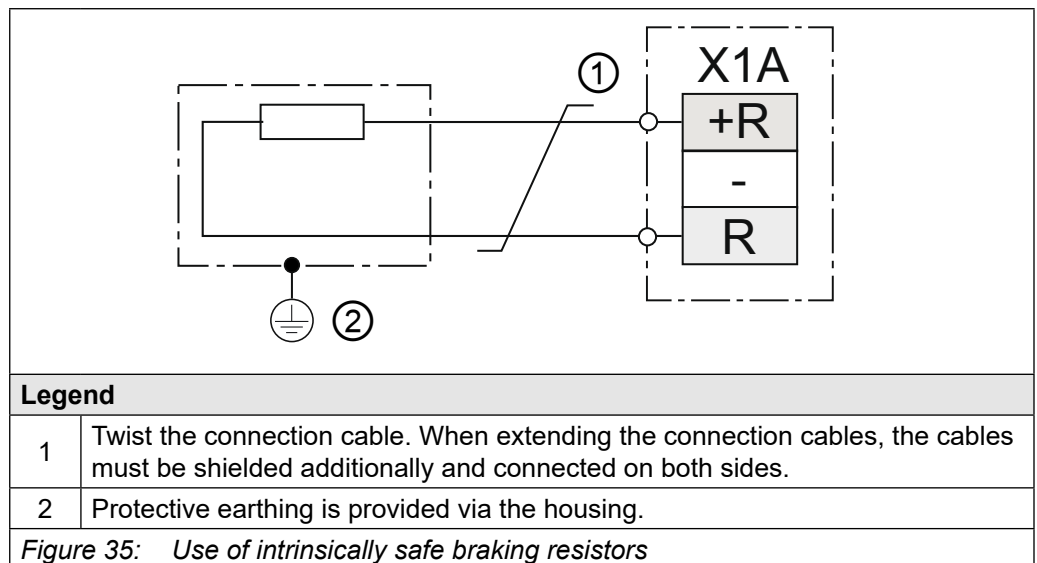 ①
X1A
+R
-
R
②
Legend
1 Twist the connection cable. When extending the connection cables, the cables
must be shielded additionally and connected on both sides.
2 Protective earthing is provided via the housing.
Figure 35: Use of intrinsically safe braking resistors